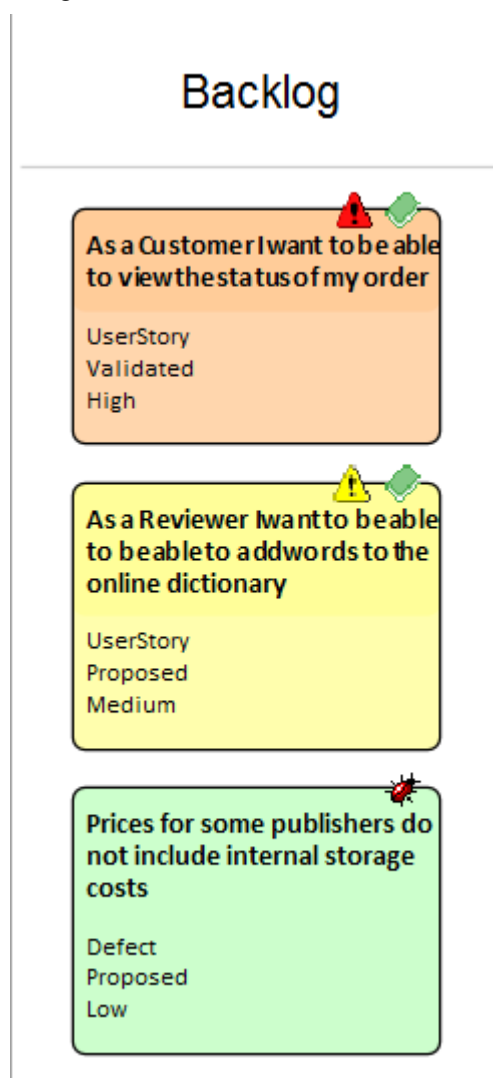 Backlog
As a Customer I want to be able
to view the status of my order
UserStory
Validated
High
As a Reviewer I want to be able
to be able to add words to the
online dictionary
UserStory
Proposed
Medium
Prices for some publishers do
not include internal storage
costs
Defect
Proposed
Low